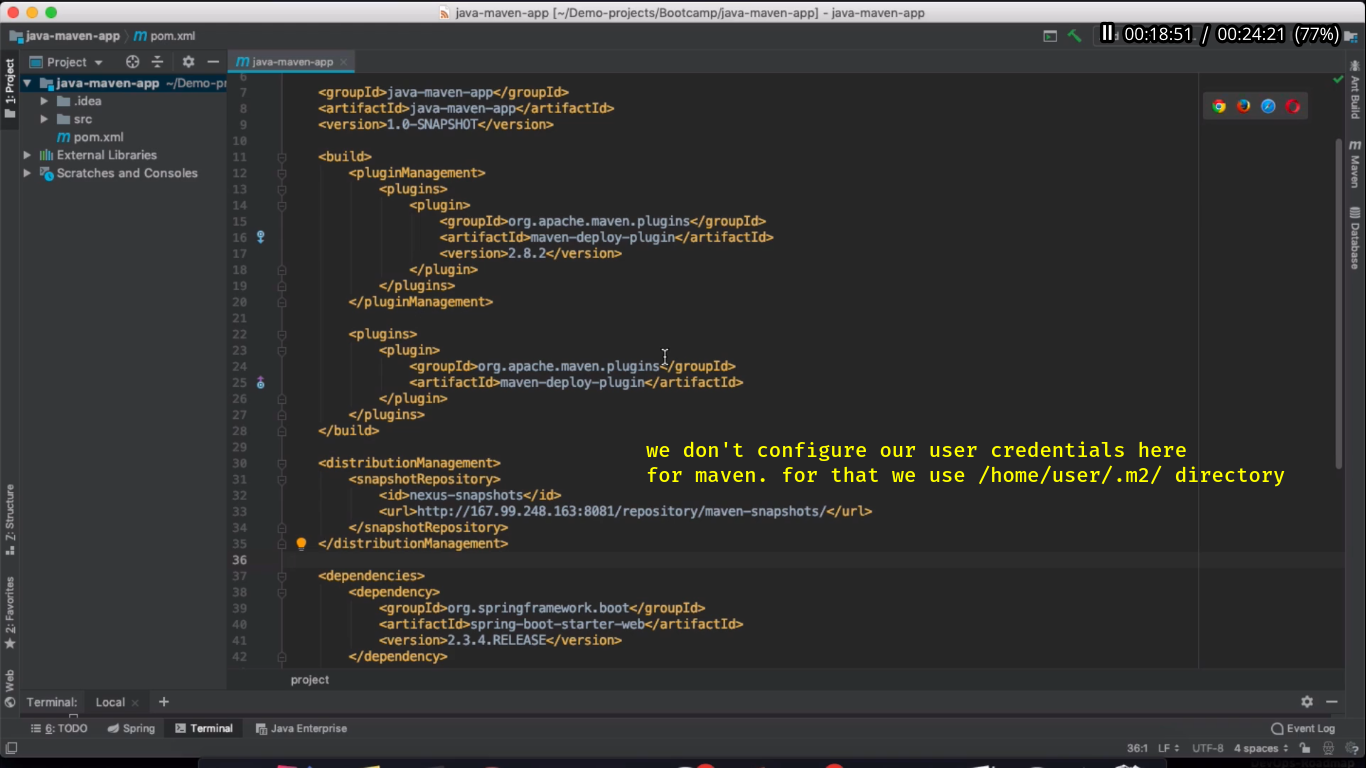 java-maven-app [~/Demo-projects/Bootcamp/java-maven-app] - java-maven-app
java-maven-app
pom.xml
00:18:51 / 00:24:21 (77%)
1: Project
Project
java-maven-app
java-maven-app ~/Demo-pr
.idea
src
pom.xml
External Libraries
Scratches and Consoles
6
7 <groupId>java-maven-app</groupId>
8 <artifactId>java-maven-app</artifactId>
9 <version>1.0-SNAPSHOT</version>
10
11 <build>
12 <pluginManagement>
13 <plugins>
14 <plugin>
15 <groupId>org.apache.maven.plugins</groupId>
16 <artifactId>maven-deploy-plugin</artifactId>
17 <version>2.8.2</version>
18 </plugin>
19 </plugins>
20 </pluginManagement>
21
22 <plugins>
23 <plugin>
24 <groupId>org.apache.maven.plugins</groupId>
25 <artifactId>maven-deploy-plugin</artifactId>
26 </plugin>
27 </plugins>
28 </build>
29
30 <distributionManagement>
31 <snapshotRepository>
32 <id>nexus-snapshots</id>
33 <url>http://167.99.248.163:8081/repository/maven-snapshots/</url>
34 </snapshotRepository>
35 </distributionManagement>
36
37 <dependencies>
38 <dependency>
39 <groupId>org.springframework.boot</groupId>
40 <artifactId>spring-boot-starter-web</artifactId>
41 <version>2.3.4.RELEASE</version>
42 </dependency>
we don't configure our user credentials here
for maven. for that we use /home/user/.m2/ directory
Ant Build
Maven
Database
Z: Structure
2: Favorites
Web
project
Terminal: Local +
6: TODO
Spring
Terminal
Java Enterprise
Event Log
36:1 LF UTF-8 4 spaces